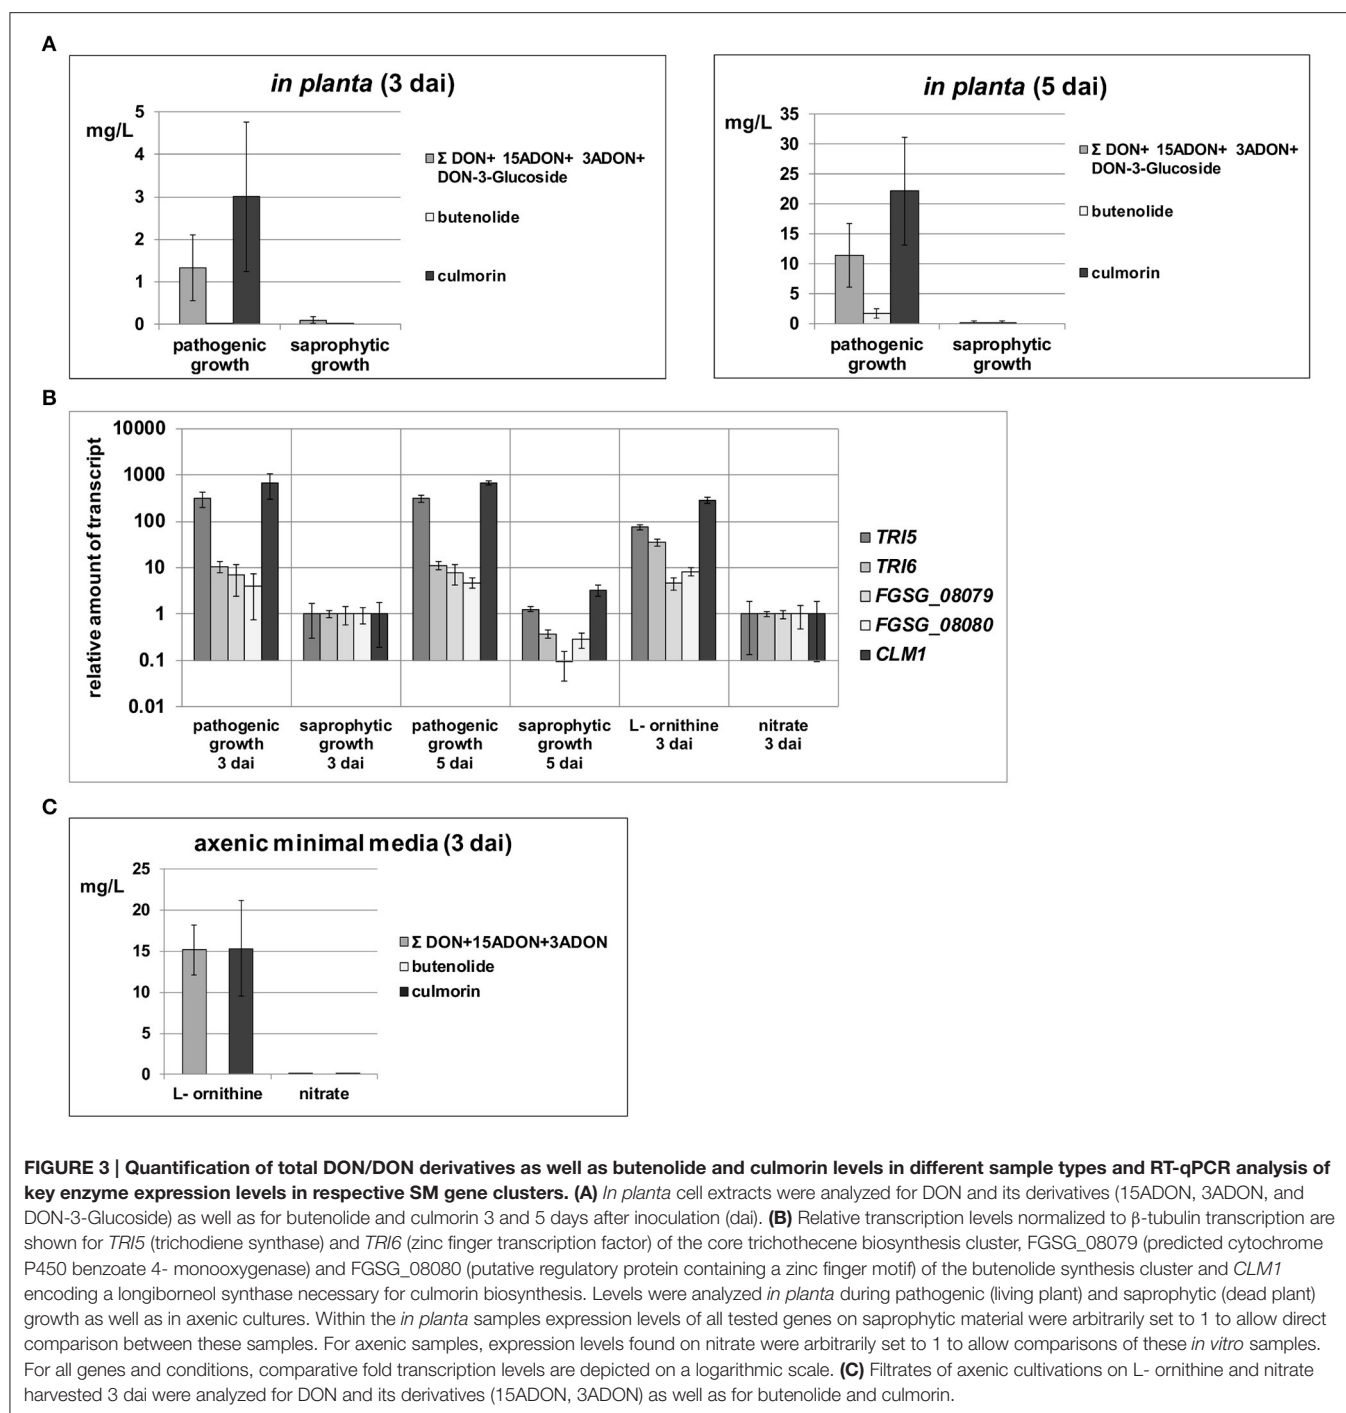 A
in planta (3 dai)
mg/L
5
4
3
2
1
0
pathogenic growth
saprophytic growth
Σ DON+ 15ADON+ 3ADON+
DON-3-Glucoside
butenolide
culmorin
in planta (5 dai)
mg/L
35
30
25
20
15
10
5
0
pathogenic growth
saprophytic growth
Σ DON+ 15ADON+ 3ADON+
DON-3-Glucoside
butenolide
culmorin
B
relative amount of transcript
10000
1000
100
10
1
0.1
0.01
pathogenic growth 3 dai
saprophytic growth 3 dai
pathogenic growth 5 dai
saprophytic growth 5 dai
L- ornithine 3 dai
nitrate 3 dai
TRI5
TRI6
FGSG_08079
FGSG_08080
CLM1
C
axenic minimal media (3 dai)
mg/L
25
20
15
10
5
0
L- ornithine
nitrate
Σ DON+15ADON+3ADON
butenolide
culmorin
FIGURE 3 | Quantification of total DON/DON derivatives as well as butenolide and culmorin levels in different sample types and RT-qPCR analysis of
key enzyme expression levels in respective SM gene clusters. (A) In planta cell extracts were analyzed for DON and its derivatives (15ADON, 3ADON, and
DON-3-Glucoside) as well as for butenolide and culmorin 3 and 5 days after inoculation (dai). (B) Relative transcription levels normalized to β-tubulin transcription are
shown for TRI5 (trichodiene synthase) and TRI6 (zinc finger transcription factor) of the core trichothecene biosynthesis cluster, FGSG_08079 (predicted cytochrome
P450 benzoate 4- monooxygenase) and FGSG_08080 (putative regulatory protein containing a zinc finger motif) of the butenolide synthesis cluster and CLM1
encoding a longiborneol synthase necessary for culmorin biosynthesis. Levels were analyzed in planta during pathogenic (living plant) and saprophytic (dead plant)
growth as well as in axenic cultures. Within the in planta samples expression levels of all tested genes on saprophytic material were arbitrarily set to 1 to allow direct
comparison between these samples. For axenic samples, expression levels found on nitrate were arbitrarily set to 1 to allow comparisons of these in vitro samples.
For all genes and conditions, comparative fold transcription levels are depicted on a logarithmic scale. (C) Filtrates of axenic cultivations on L- ornithine and nitrate
harvested 3 dai were analyzed for DON and its derivatives (15ADON, 3ADON) as well as for butenolide and culmorin.